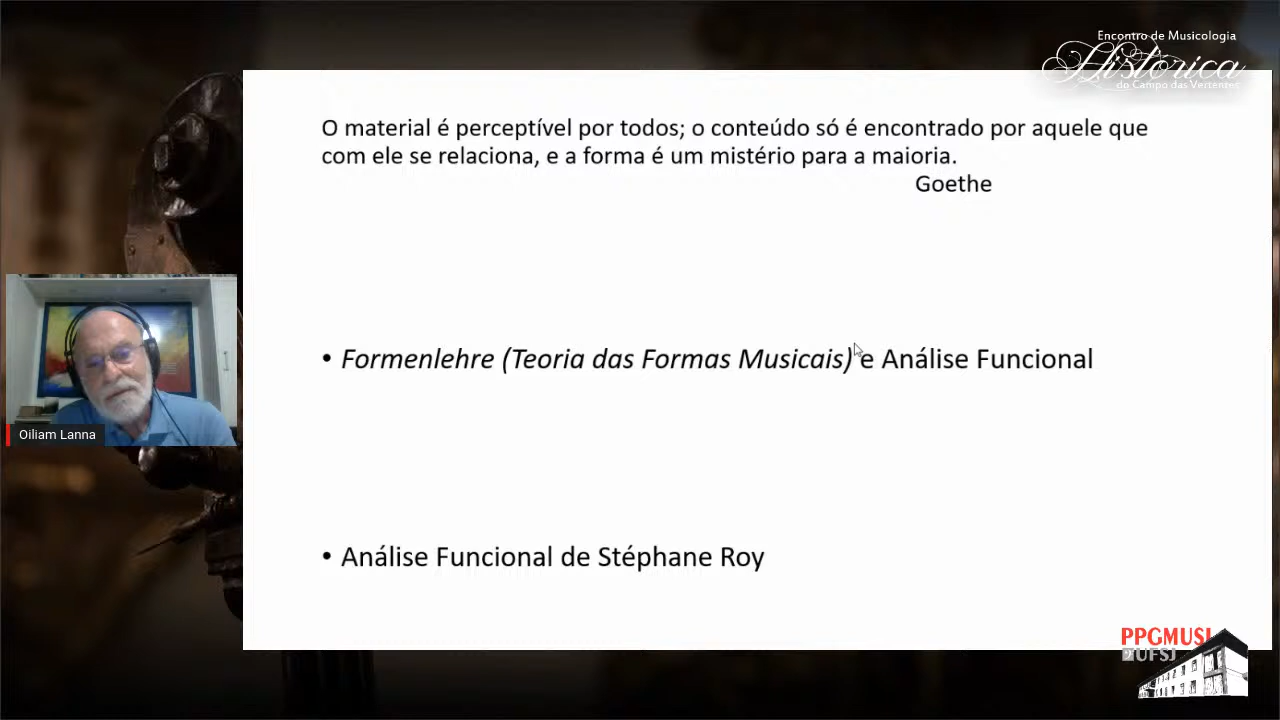 Encontro de Musicologia
Histórica
do Campo das Vertentes
O material é perceptível por todos; o conteúdo só é encontrado por aquele que
com ele se relaciona, e a forma é um mistério para a maioria.
Goethe
• Formenlehre (Teoria das Formas Musicais) e Análise Funcional
Oiliam Lanna
• Análise Funcional de Stéphane Roy
PPGMUSI
UFSJ